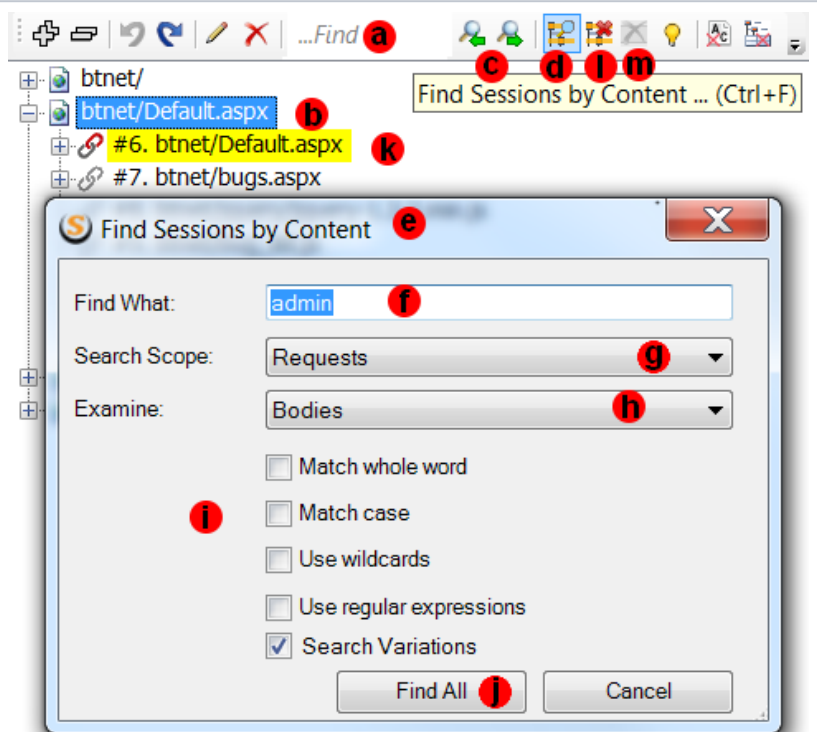 ...Find a
c d l m
btnet/
Find Sessions by Content ... (Ctrl+F)
btnet/Default.aspx b
#6. btnet/Default.aspx k
#7. btnet/bugs.aspx
S Find Sessions by Content e X
Find What: admin f
Search Scope: Requests g
Examine: Bodies h
Match whole word
i Match case
Use wildcards
Use regular expressions
Search Variations
Find All j Cancel